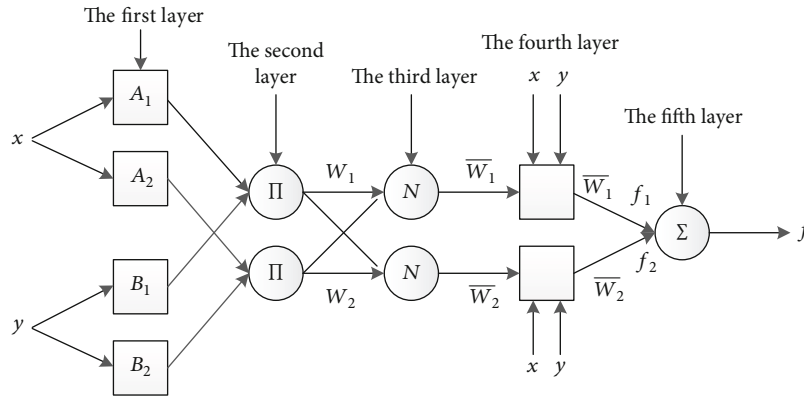 The first layer
The second
layer
The third layer
The fourth layer
The fifth layer
x
y
A₁
A₂
B₁
B₂
x
y
Π
Π
W₁
W₂
N
N
W̅₁
W̅₂
x
y
W̅₁ f₁
f₂
W̅₂
Σ